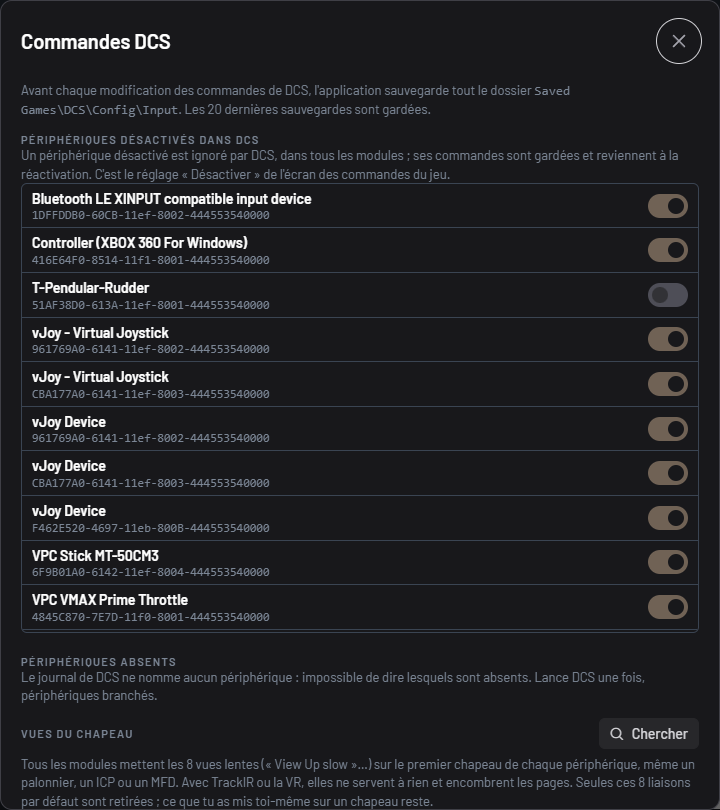 Commandes DCS
Avant chaque modification des commandes de DCS, l'application sauvegarde tout le dossier Saved
Games\DCS\Config\Input. Les 20 dernières sauvegardes sont gardées.
PÉRIPHÉRIQUES DÉSACTIVÉS DANS DCS
Un périphérique désactivé est ignoré par DCS, dans tous les modules ; ses commandes sont gardées et reviennent à la
réactivation. C'est le réglage « Désactiver » de l'écran des commandes du jeu.
Bluetooth LE XINPUT compatible input device
1DFFDDB0-60CB-11ef-8002-444553540000
Controller (XBOX 360 For Windows)
416E64F0-8514-11f1-8001-444553540000
T-Pendular-Rudder
51AF38D0-613A-11ef-8001-444553540000
vJoy - Virtual Joystick
961769A0-6141-11ef-8002-444553540000
vJoy - Virtual Joystick
CBA177A0-6141-11ef-8003-444553540000
vJoy Device
961769A0-6141-11ef-8002-444553540000
vJoy Device
CBA177A0-6141-11ef-8003-444553540000
vJoy Device
F462E520-4697-11eb-800B-444553540000
VPC Stick MT-50CM3
6F9B01A0-6142-11ef-8004-444553540000
VPC VMAX Prime Throttle
4845C870-7E7D-11f0-8001-444553540000
PÉRIPHÉRIQUES ABSENTS
Le journal de DCS ne nomme aucun périphérique : impossible de dire lesquels sont absents. Lance DCS une fois,
périphériques branchés.
VUES DU CHAPEAU
Chercher
Tous les modules mettent les 8 vues lentes (« View Up slow »…) sur le premier chapeau de chaque périphérique, même un
palonnier, un ICP ou un MFD. Avec TrackIR ou la VR, elles ne servent à rien et encombrent les pages. Seules ces 8 liaisons
par défaut sont retirées ; ce que tu as mis toi-même sur un chapeau reste.